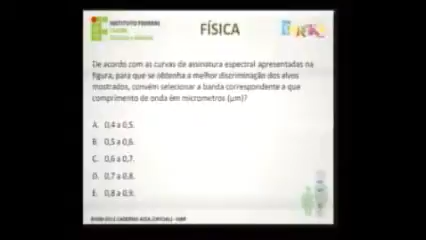 INSTITUTO FEDERAL
FÍSICA
De acordo com as curvas de assinatura espectral apresentadas na
figura, para que se obtenha a melhor discriminação dos alvos
mostrados, convém selecionar a banda correspondente a que
comprimento de onda em micrometros (µm)?
A. 0,4 a 0,5.
B. 0,5 a 0,6.
C. 0,6 a 0,7.
D. 0,7 a 0,8.
E. 0,8 a 0,9.